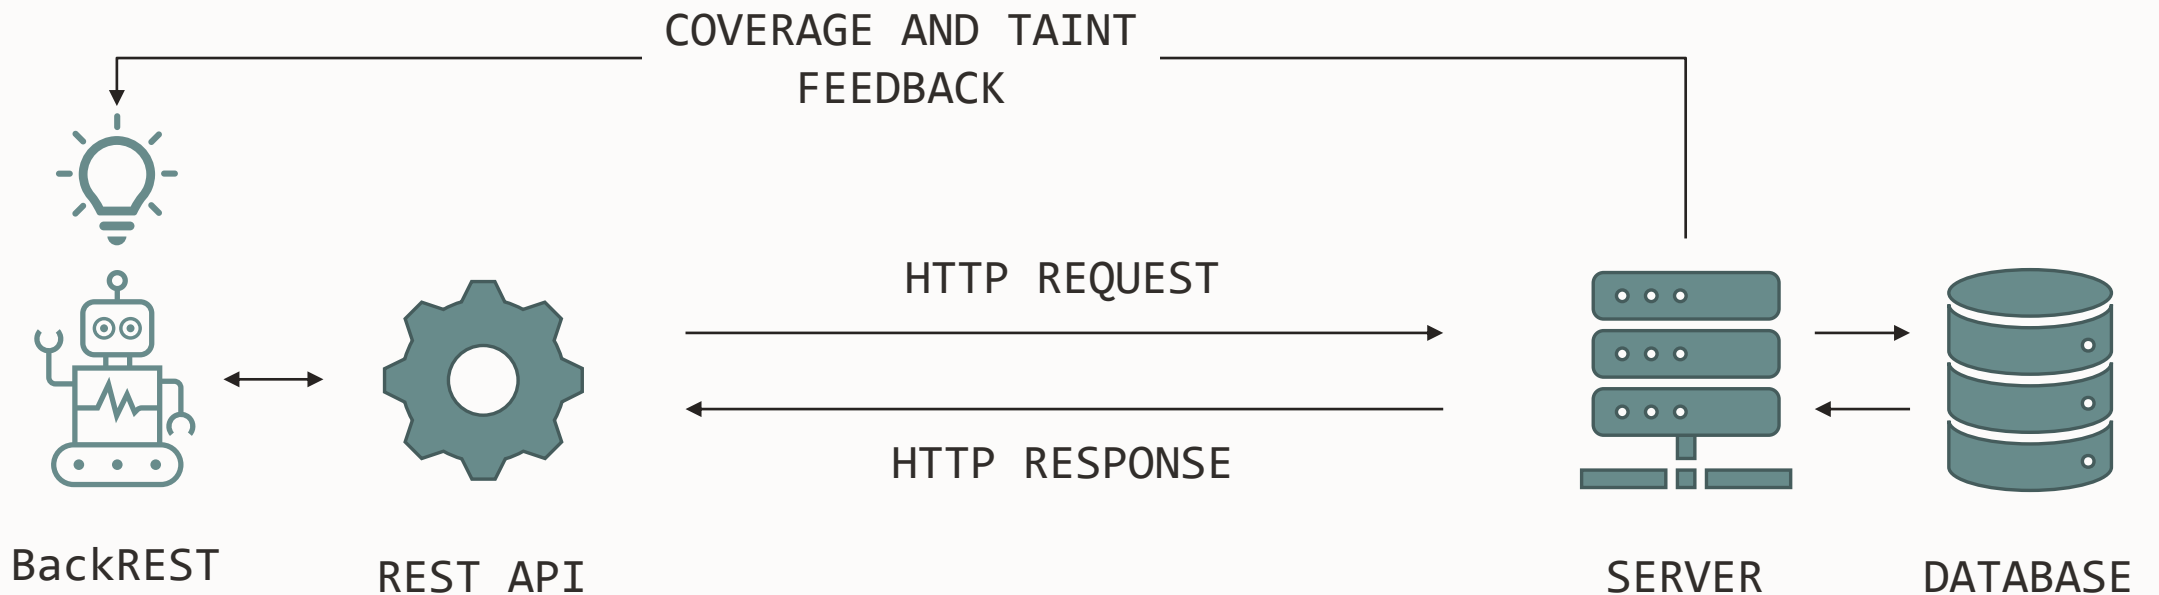 COVERAGE AND TAINT
FEEDBACK
HTTP REQUEST
HTTP RESPONSE
BackREST
REST API
SERVER
DATABASE